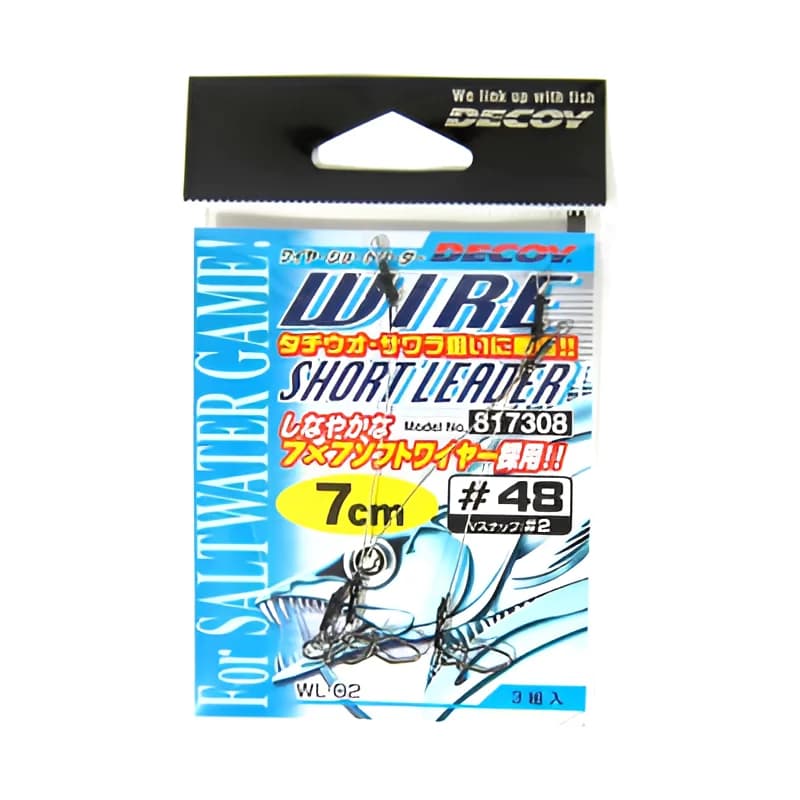 We lick up with fish
DECOY
For SALTWATER GAME!
ワイヤーショートリーダー DECOY
WIRE
タチウオ・サワラ狙いに!!
SHORT LEADER
Model No. 817308
しなやかな
7×7ソフトワイヤー採用!!
7cm
#48
Vスナップ#2
WL-02
3組入